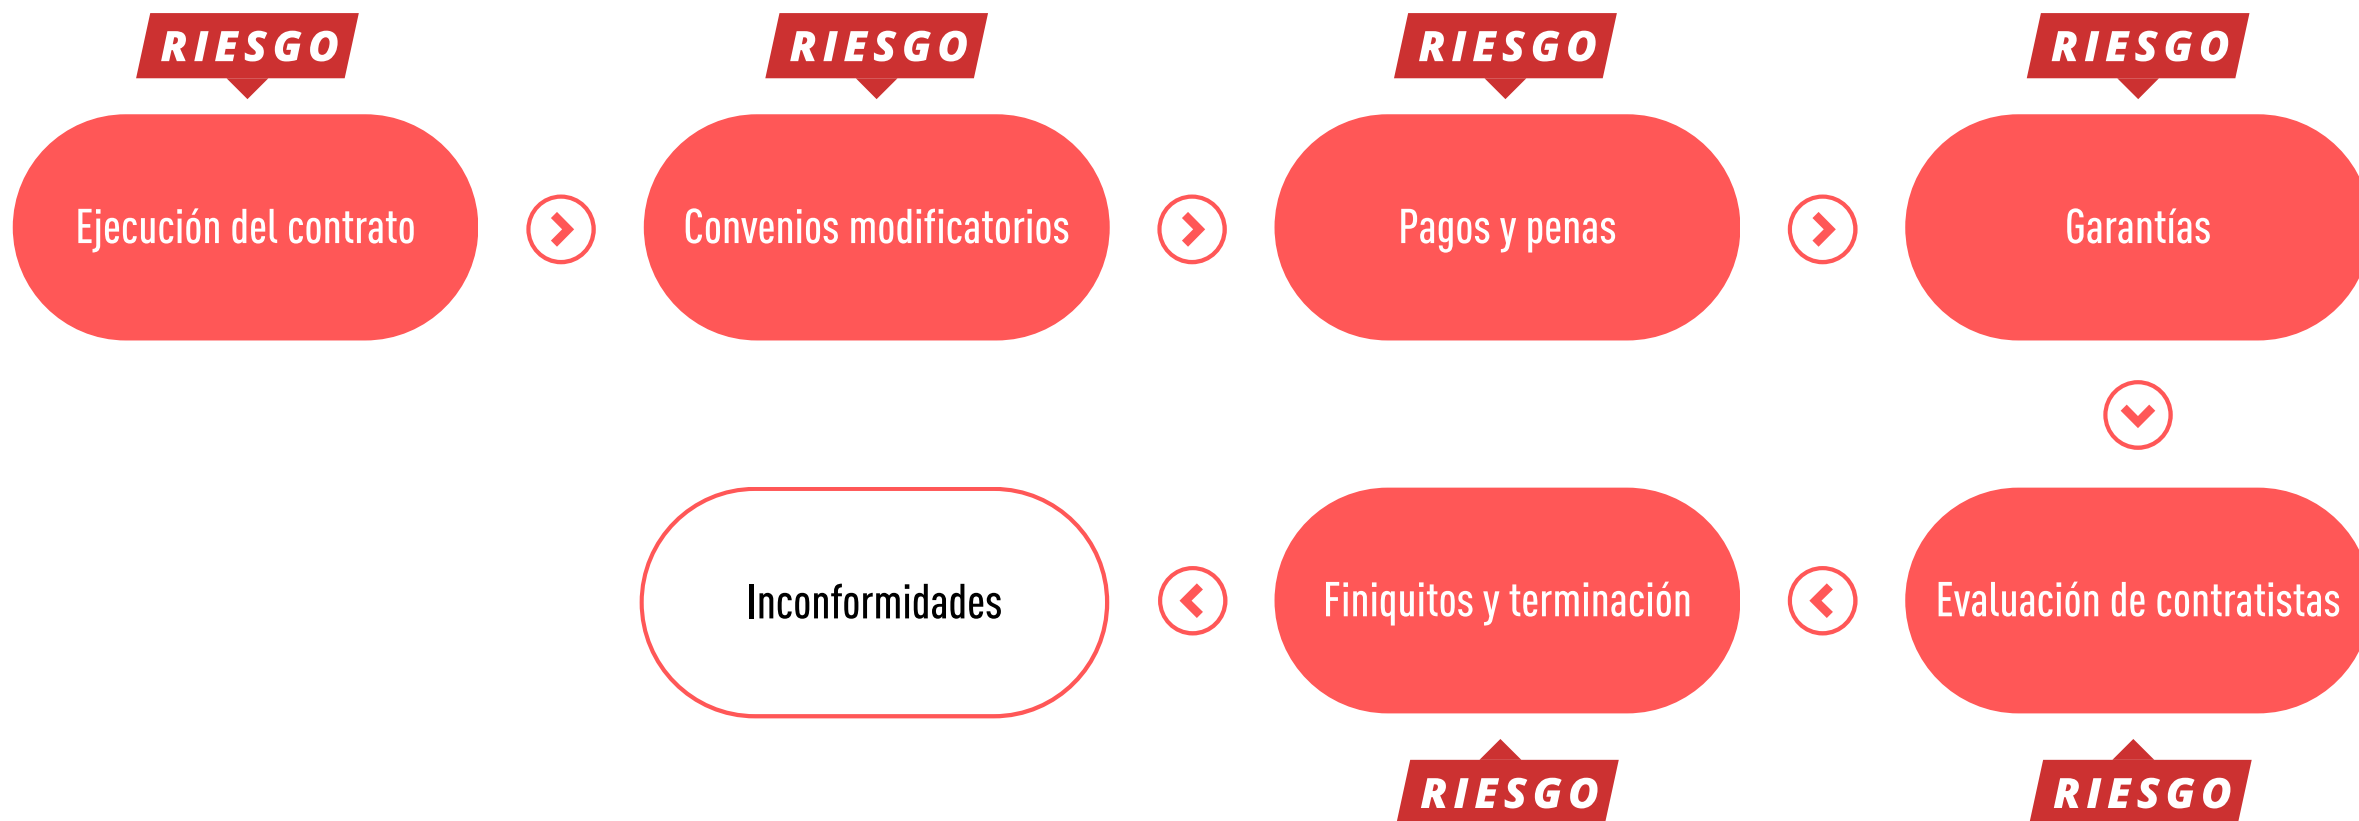 RIESGO
RIESGO
RIESGO
RIESGO
Ejecución del contrato
Convenios modificatorios
Pagos y penas
Garantías
Inconformidades
Finiquitos y terminación
Evaluación de contratistas
RIESGO
RIESGO